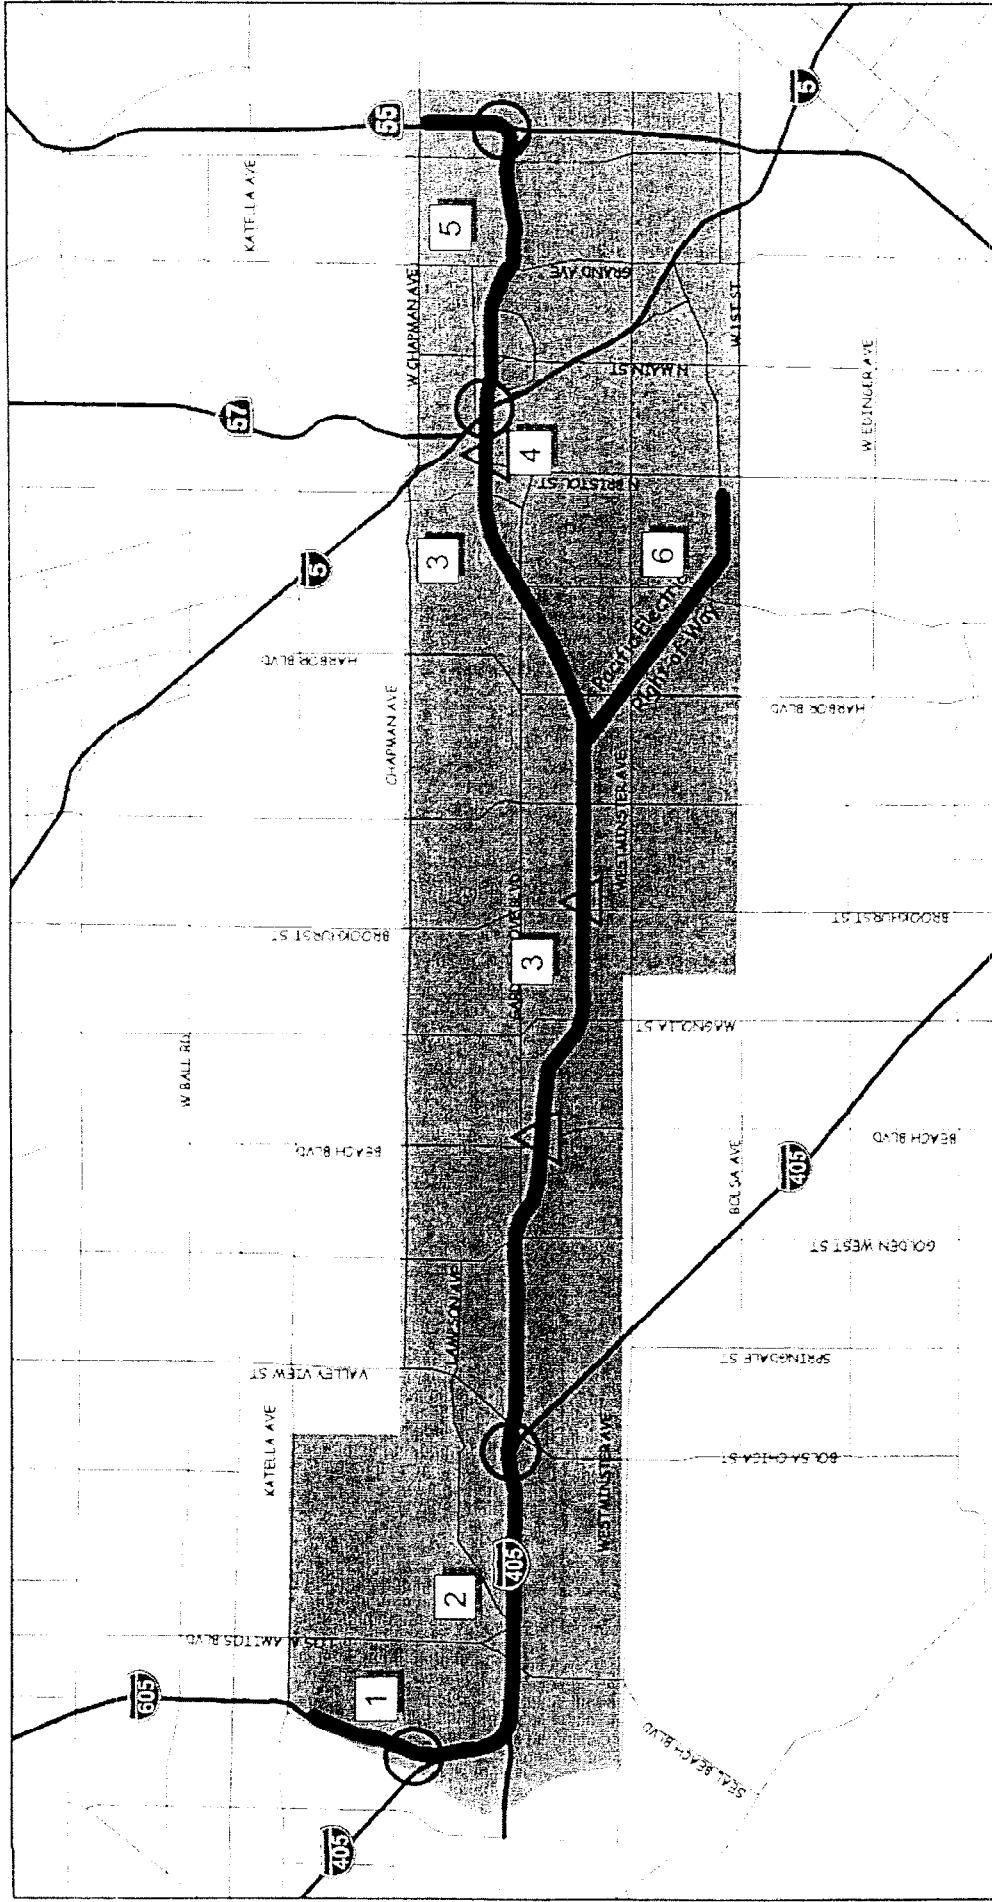 605
405
405
405
5
5
57
55
1
2
3
3
4
5
6
KATELLA AVE
KATELLA AVE
W BALL RD
CHAPMAN AVE
W CHAPMAN AVE
LAMPSON AVE
WESTMINSTER AVE
WESTMINSTER AVE
BOLSA AVE
W 1ST ST
W EDINGER AVE
LOS ALAMITOS BLVD
SEAL BEACH BLVD
VALLEY VIEW ST
BOLSA CHICA ST
SPRINGDALE ST
GOLDEN WEST ST
BEACH BLVD
BEACH BLVD
MAGNOLIA ST
BROOKHURST ST
BROOKHURST ST
HARBOR BLVD
HARBOR BLVD
N BRISTOL ST
N MAIN ST
GRAND AVE
Pacific Electric
Right-of-Way